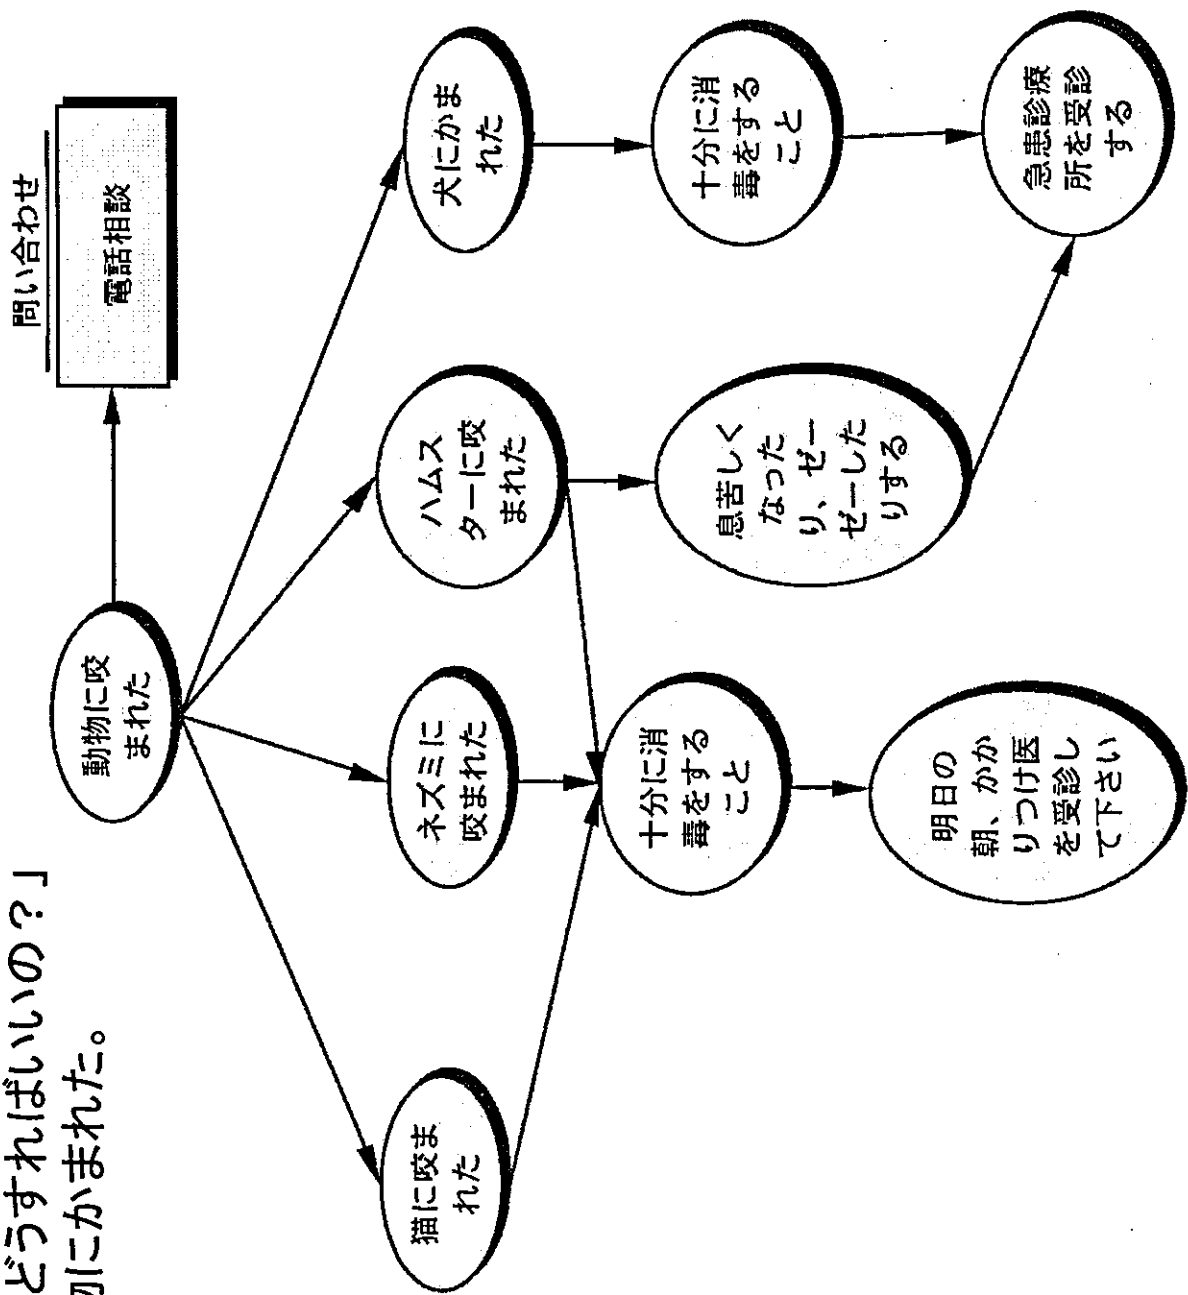 どうすればいいの？」
にかまれた。
問い合わせ
電話相談
動物に咬
まれた
猫に咬ま
れた
ネズミに
咬まれた
ハムス
ターに咬
まれた
犬にかま
れた
十分に消
毒をする
こと
息苦しく
なった
り、ゼー
ゼーした
りする
十分に消
毒をする
こと
明日の
朝、かか
りつけ医
を受診し
て下さい
急患診療
所を受診
する